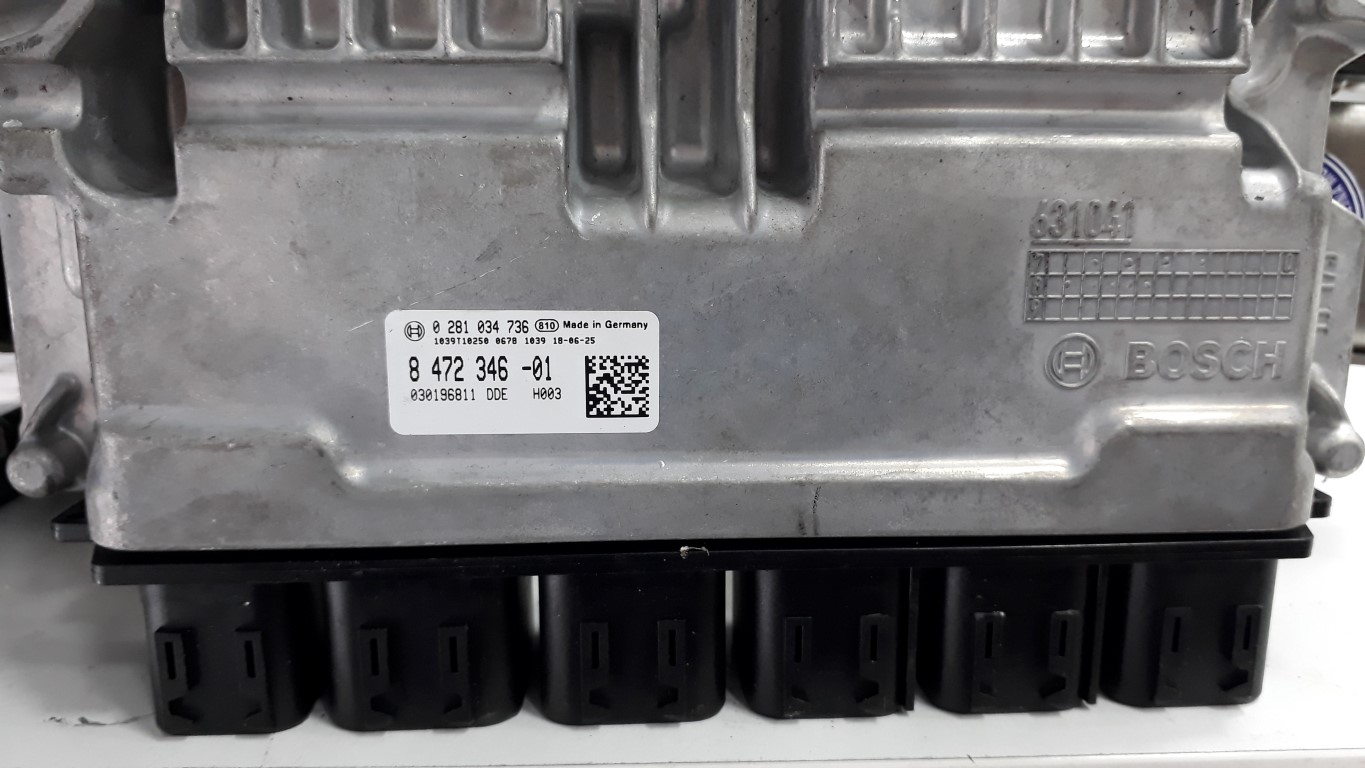 631041
0 281 034 736 810 Made in Germany
1039T10250 0678 1039 18-06-25
8 472 346 -01
030196811 DDE H003
BOSCH